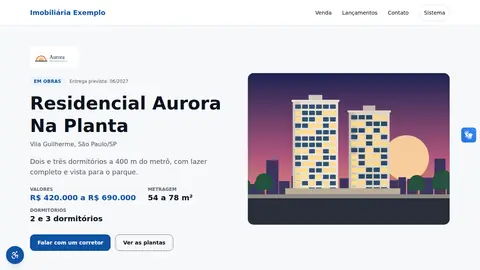 Imobiliária Exemplo
Venda
Lançamentos
Contato
Sistema
Aurora
EM OBRAS
Entrega prevista: 06/2027
Residencial Aurora
Na Planta
Vila Guilherme, São Paulo/SP
Dois e três dormitórios a 400 m do metrô, com lazer
completo e vista para o parque.
VALORES
METRAGEM
R$ 420.000 a R$ 690.000
54 a 78 m²
DORMITÓRIOS
2 e 3 dormitórios
Falar com um corretor
Ver as plantas